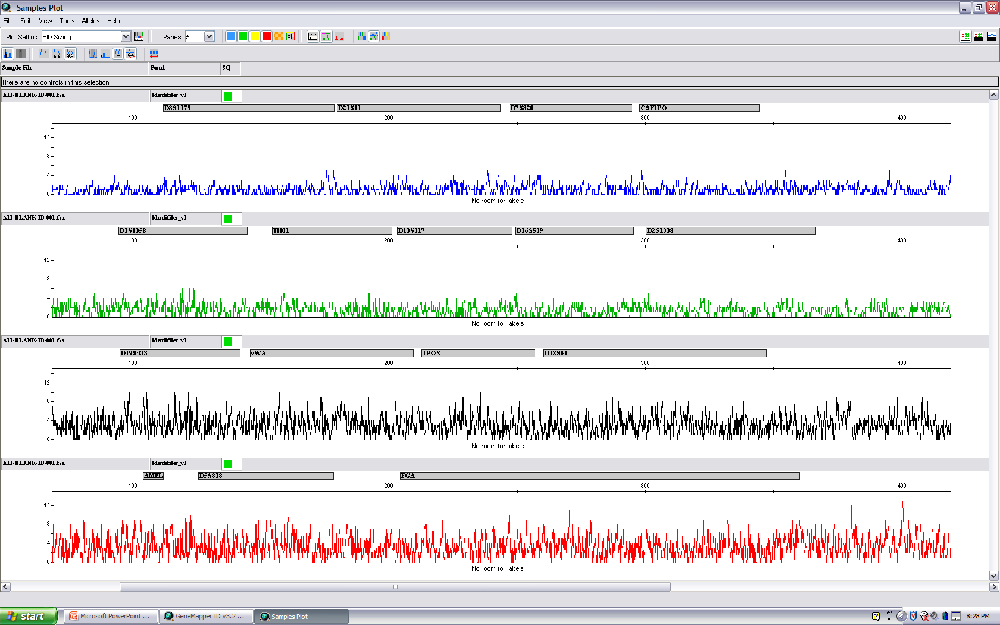 Samples Plot
File Edit View Tools Alleles Help
Plot Setting: HID Sizing Panes: 5 All
Sample File Panel SQ
There are no controls in this selection
A11-BLANK-ID-001.fsa Identifiler_v1
D8S1179 D21S11 D7S820 CSF1PO
100 200 300 400
12
8
4
0
No room for labels
A11-BLANK-ID-001.fsa Identifiler_v1
D3S1358 TH01 D13S317 D16S539 D2S1338
100 200 300 400
12
8
4
0
No room for labels
A11-BLANK-ID-001.fsa Identifiler_v1
D19S433 vWA TPOX D18S51
100 200 300 400
12
8
4
0
No room for labels
A11-BLANK-ID-001.fsa Identifiler_v1
AMEL D5S818 FGA
100 200 300 400
12
8
4
0
No room for labels
start Microsoft PowerPoint ... GeneMapper ID v3.2 ... Samples Plot 8:28 PM